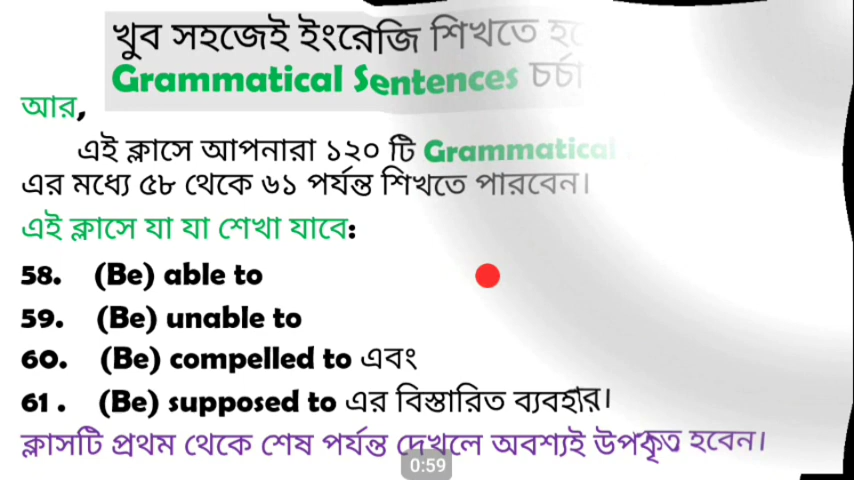 খুব সহজেই ইংরেজি শিখতে
Grammatical Sentences চর্চা
আর,
এই ক্লাসে আপনারা ১২০ টি Grammatical
এর মধ্যে ৫৮ থেকে ৬১ পর্যন্ত শিখতে পারবেন।
এই ক্লাসে যা যা শেখা যাবে:
58. (Be) able to
59. (Be) unable to
60. (Be) compelled to এবং
61 . (Be) supposed to এর বিস্তারিত ব্যবহার।
ক্লাসটি প্রথম থেকে শেষ পর্যন্ত দেখলে অবশ্যই উপকৃত হবেন।
0:59